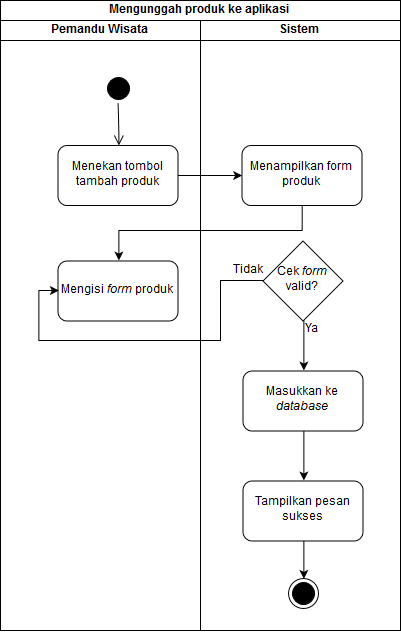 Mengunggah produk ke aplikasi
Pemandu Wisata
Sistem
Menekan tombol
tambah produk
Menampilkan form
produk
Mengisi form produk
Tidak
Cek form
valid?
Ya
Masukkan ke
database
Tampilkan pesan
sukses